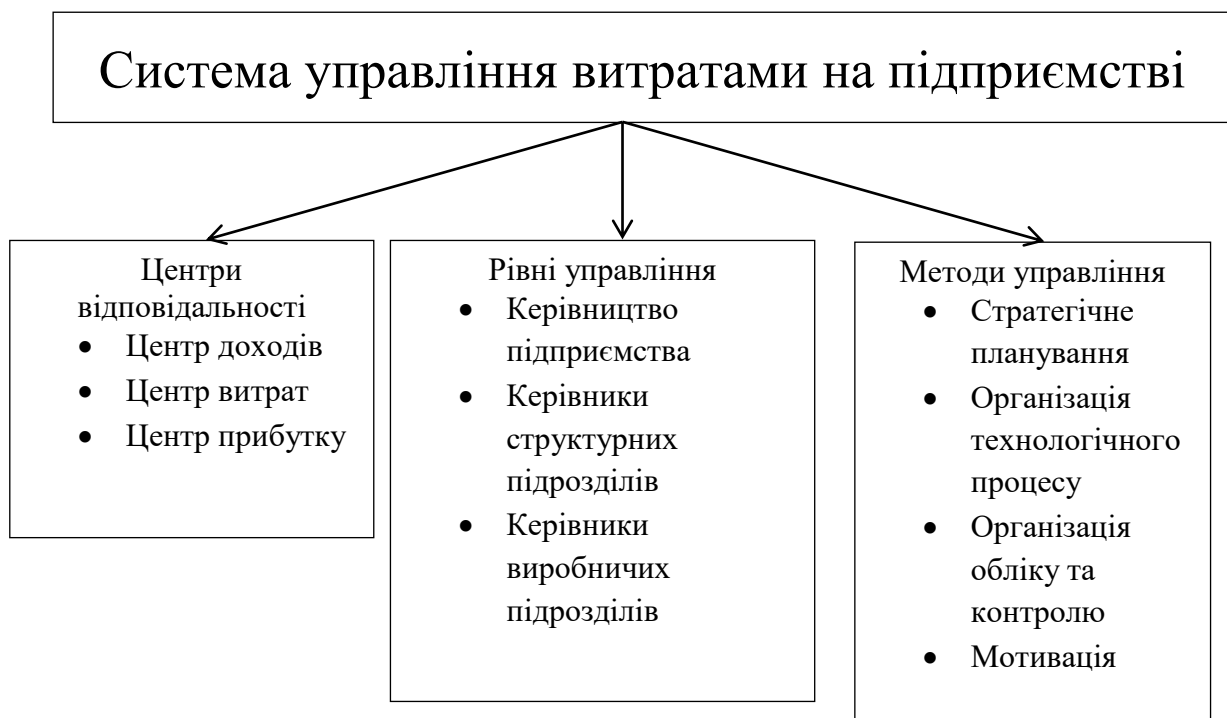 Система управління витратами на підприємстві
Центри
відповідальності
• Центр доходів
• Центр витрат
• Центр прибутку
Рівні управління
• Керівництво
підприємства
• Керівники
структурних
підрозділів
• Керівники
виробничих
підрозділів
Методи управління
• Стратегічне
планування
• Організація
технологічного
процесу
• Організація
обліку та
контролю
• Мотивація